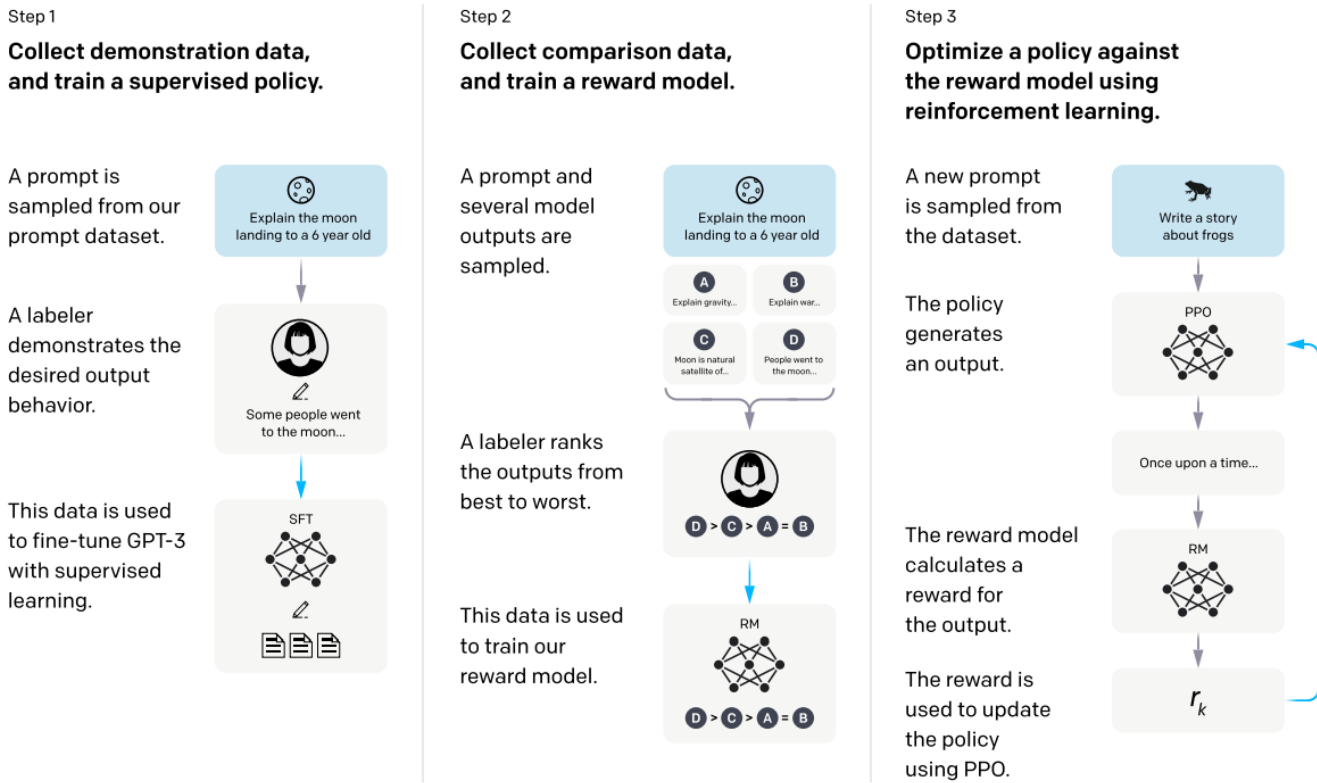 Step 1
Collect demonstration data,
and train a supervised policy.
A prompt is
sampled from our
prompt dataset.
Explain the moon
landing to a 6 year old
A labeler
demonstrates the
desired output
behavior.
Some people went
to the moon...
This data is used
to fine-tune GPT-3
with supervised
learning.
SFT
Step 2
Collect comparison data,
and train a reward model.
A prompt and
several model
outputs are
sampled.
Explain the moon
landing to a 6 year old
A
Explain gravity...
B
Explain war...
C
Moon is natural
satellite of...
D
People went to
the moon...
A labeler ranks
the outputs from
best to worst.
D > C > A = B
This data is used
to train our
reward model.
RM
D > C > A = B
Step 3
Optimize a policy against
the reward model using
reinforcement learning.
A new prompt
is sampled from
the dataset.
Write a story
about frogs
The policy
generates
an output.
PPO
Once upon a time...
The reward model
calculates a
reward for
the output.
RM
The reward is
used to update
the policy
using PPO.
r_k